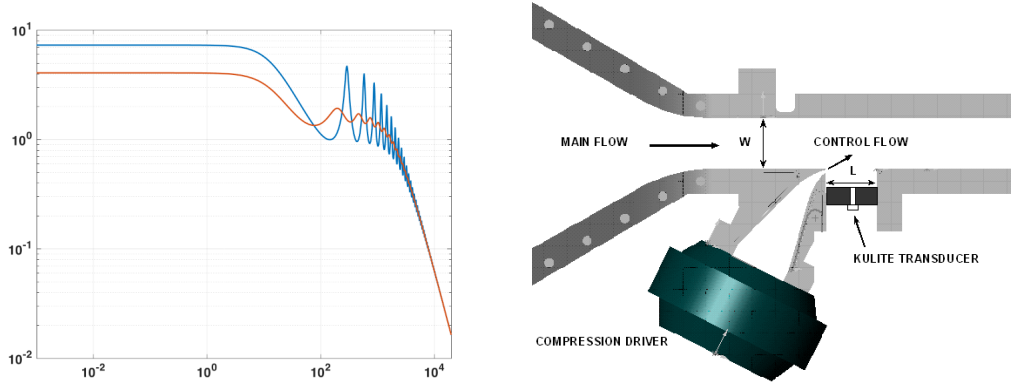 10^1
10^0
10^-1
10^-2
10^-2
10^0
10^2
10^4
MAIN FLOW
W
CONTROL FLOW
L
KULITE TRANSDUCER
COMPRESSION DRIVER